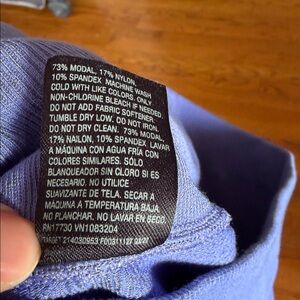 73% MODAL, 17% NYLON,
10% SPANDEX MACHINE WASH
COLD WITH LIKE COLORS. ONLY
NON-CHLORINE BLEACH IF NEEDED.
DO NOT ADD FABRIC SOFTENER.
TUMBLE DRY LOW. DO NOT IRON.
DO NOT DRY CLEAN. 73% MODAL,
17% NAILON, 10% SPANDEX LAVAR
A MÁQUINA CON AGUA FRÍA CON
COLORES SIMILARES. SÓLO
BLANQUEADOR SIN CLORO SI ES
NECESARIO. NO UTILICE
SUAVIZANTE DE TELA. SECAR A
MÁQUINA A TEMPERATURA BAJA.
NO PLANCHAR. NO LAVAR EN SECO.
RN17730 VN1083204
TARGET 214030953